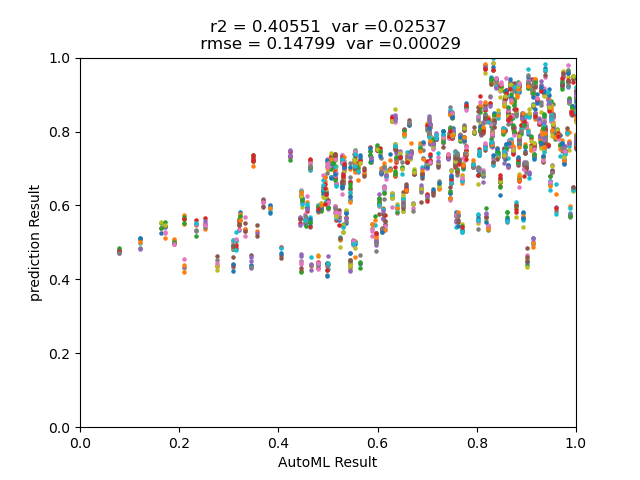 r2 = 0.40551  var =0.02537
rmse = 0.14799  var =0.00029
1.0
0.8
0.6
0.4
0.2
0.0
prediction Result
0.0 0.2 0.4 0.6 0.8 1.0
AutoML Result